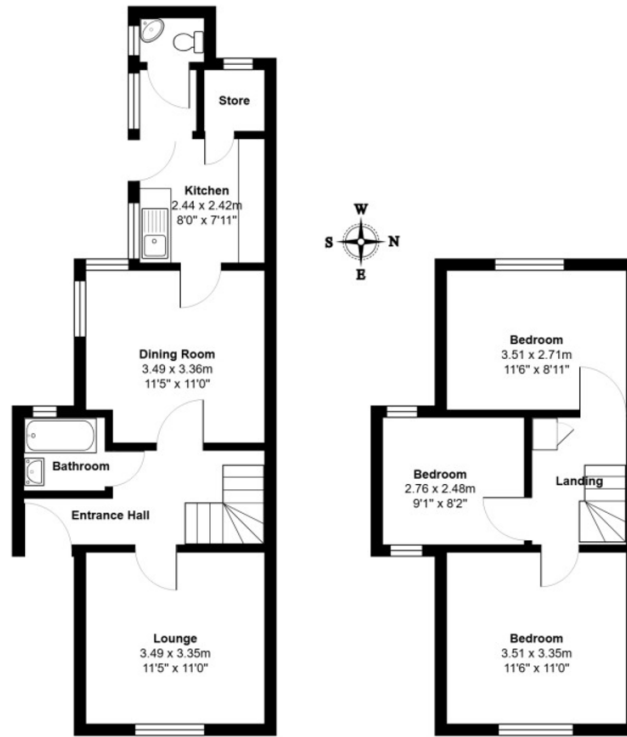 Store
Kitchen
2.44 x 2.42m
8'0" x 7'11"
W
S
N
E
Dining Room
3.49 x 3.36m
11'5" x 11'0"
Bathroom
Entrance Hall
Lounge
3.49 x 3.35m
11'5" x 11'0"
Bedroom
3.51 x 2.71m
11'6" x 8'11"
Bedroom
2.76 x 2.48m
9'1" x 8'2"
Landing
Bedroom
3.51 x 3.35m
11'6" x 11'0"